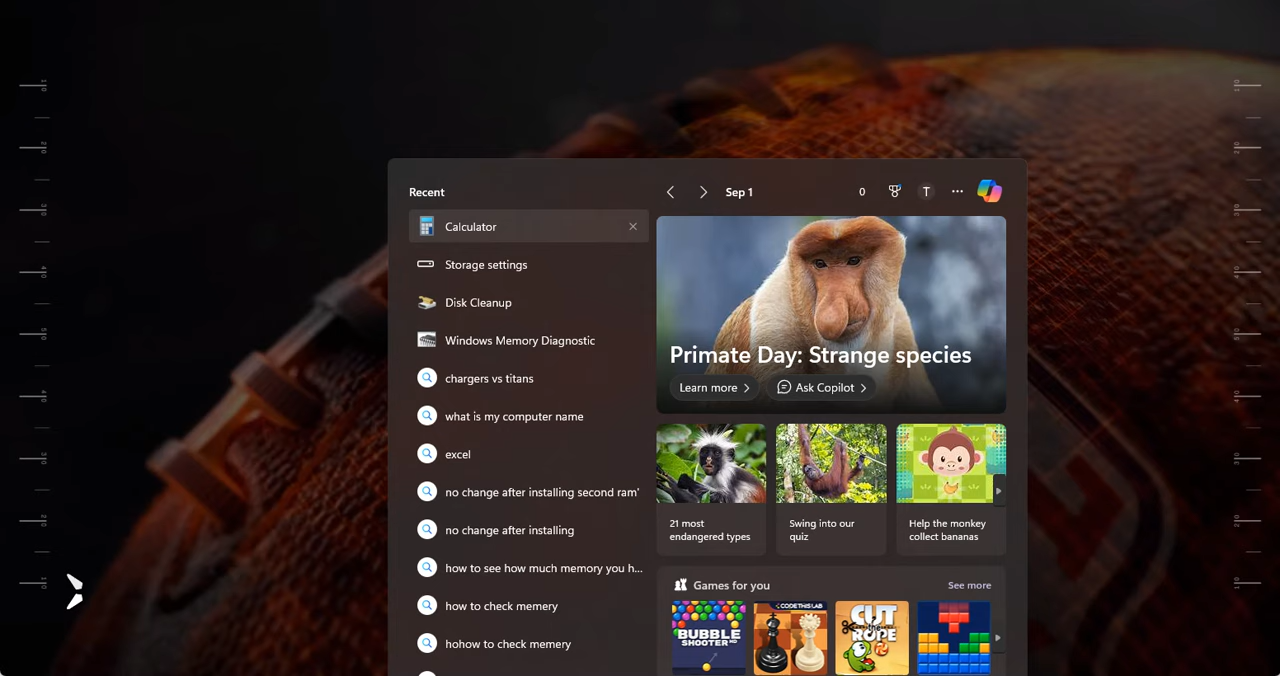 Recent
Calculator
Storage settings
Disk Cleanup
Windows Memory Diagnostic
chargers vs titans
what is my computer name
excel
no change after installing second ram'
no change after installing
how to see how much memory you h...
how to check memery
hohow to check memery
Sep 1
0
T
Primate Day: Strange species
Learn more
Ask Copilot
21 most
endangered types
Swing into our
quiz
Help the monkey
collect bananas
Games for you
See more
BUBBLE
SHOOTER HD
CODETHISLAB
CUT
the
ROPE